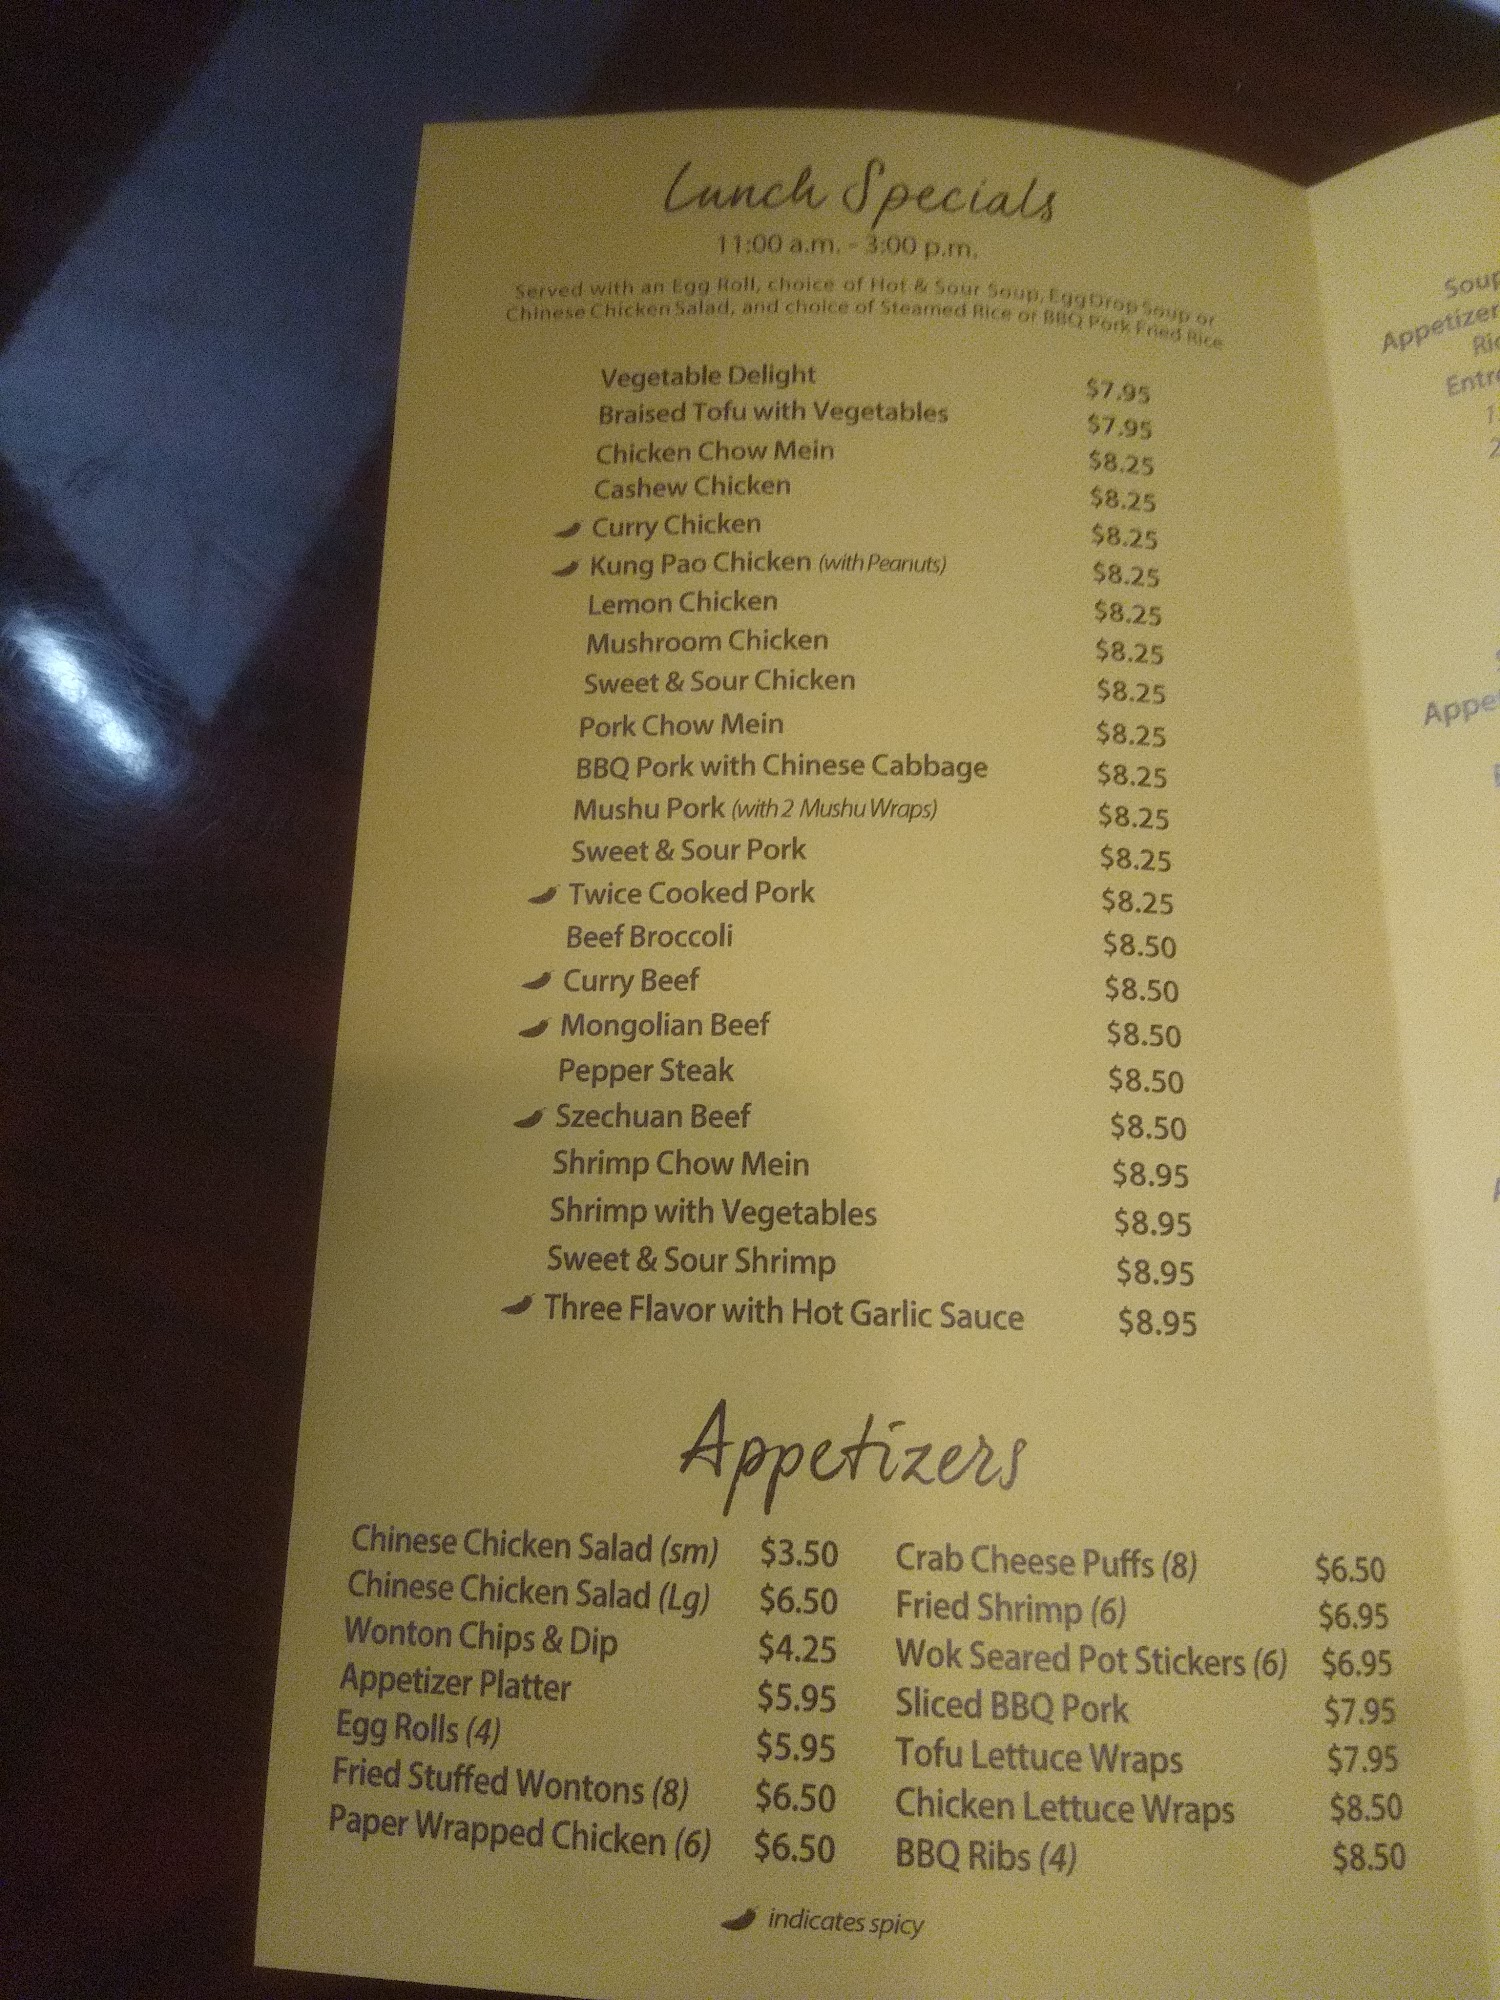 Lunch Specials
11:00 a.m. - 3:00 p.m.
Served with an Egg Roll, choice of Hot & Sour Soup, Egg Drop Soup or
Chinese Chicken Salad, and choice of Steamed Rice or BBQ Pork Fried Rice
Vegetable Delight $7.95
Braised Tofu with Vegetables $7.95
Chicken Chow Mein $8.25
Cashew Chicken $8.25
Curry Chicken $8.25
Kung Pao Chicken (with Peanuts) $8.25
Lemon Chicken $8.25
Mushroom Chicken $8.25
Sweet & Sour Chicken $8.25
Pork Chow Mein $8.25
BBQ Pork with Chinese Cabbage $8.25
Mushu Pork (with 2 Mushu Wraps) $8.25
Sweet & Sour Pork $8.25
Twice Cooked Pork $8.25
Beef Broccoli $8.50
Curry Beef $8.50
Mongolian Beef $8.50
Pepper Steak $8.50
Szechuan Beef $8.50
Shrimp Chow Mein $8.95
Shrimp with Vegetables $8.95
Sweet & Sour Shrimp $8.95
Three Flavor with Hot Garlic Sauce $8.95
Appetizers
Chinese Chicken Salad (sm) $3.50
Chinese Chicken Salad (Lg) $6.50
Wonton Chips & Dip $4.25
Appetizer Platter $5.95
Egg Rolls (4) $5.95
Fried Stuffed Wontons (8) $6.50
Paper Wrapped Chicken (6) $6.50
Crab Cheese Puffs (8) $6.50
Fried Shrimp (6) $6.95
Wok Seared Pot Stickers (6) $6.95
Sliced BBQ Pork $7.95
Tofu Lettuce Wraps $7.95
Chicken Lettuce Wraps $8.50
BBQ Ribs (4) $8.50
indicates spicy
Soup
Appetizer